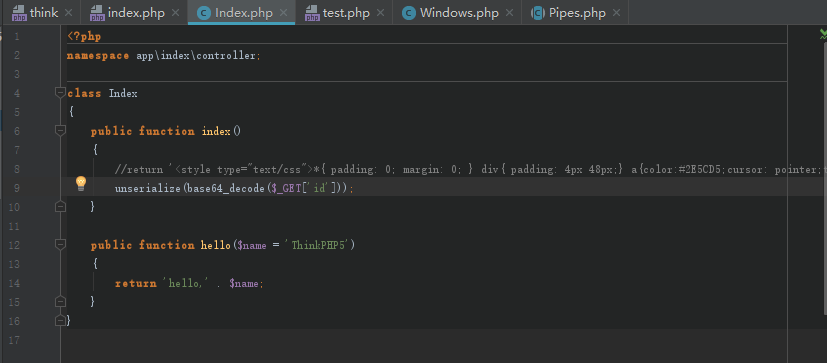 think index.php Index.php test.php Windows.php Pipes.php
1 <?php
2 namespace app\index\controller;
3
4 class Index
5 {
6 public function index()
7 {
8 //return '<style type="text/css">*{ padding: 0; margin: 0; } div{ padding: 4px 48px;} a{color:#2E5CD5;cursor: pointer;
9 unserialize(base64_decode($_GET['id']));
10 }
11
12 public function hello($name = 'ThinkPHP5')
13 {
14 return 'hello,' . $name;
15 }
16 }
17